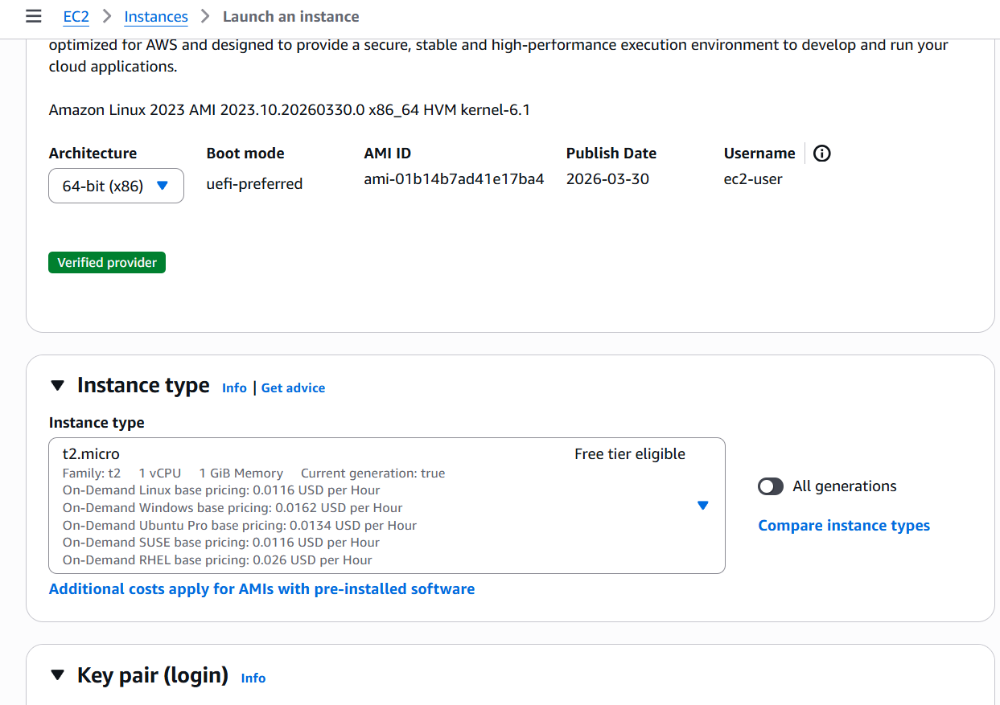 EC2 > Instances > Launch an instance
optimized for AWS and designed to provide a secure, stable and high-performance execution environment to develop and run your
cloud applications.
Amazon Linux 2023 AMI 2023.10.20260330.0 x86_64 HVM kernel-6.1
Architecture Boot mode AMI ID Publish Date Username
64-bit (x86) uefi-preferred ami-01b14b7ad41e17ba4 2026-03-30 ec2-user
Verified provider
Instance type Info | Get advice
Instance type
t2.micro Free tier eligible
Family: t2 1 vCPU 1 GiB Memory Current generation: true
On-Demand Linux base pricing: 0.0116 USD per Hour
On-Demand Windows base pricing: 0.0162 USD per Hour
On-Demand Ubuntu Pro base pricing: 0.0134 USD per Hour
On-Demand SUSE base pricing: 0.0116 USD per Hour
On-Demand RHEL base pricing: 0.026 USD per Hour
All generations
Compare instance types
Additional costs apply for AMIs with pre-installed software
Key pair (login) Info